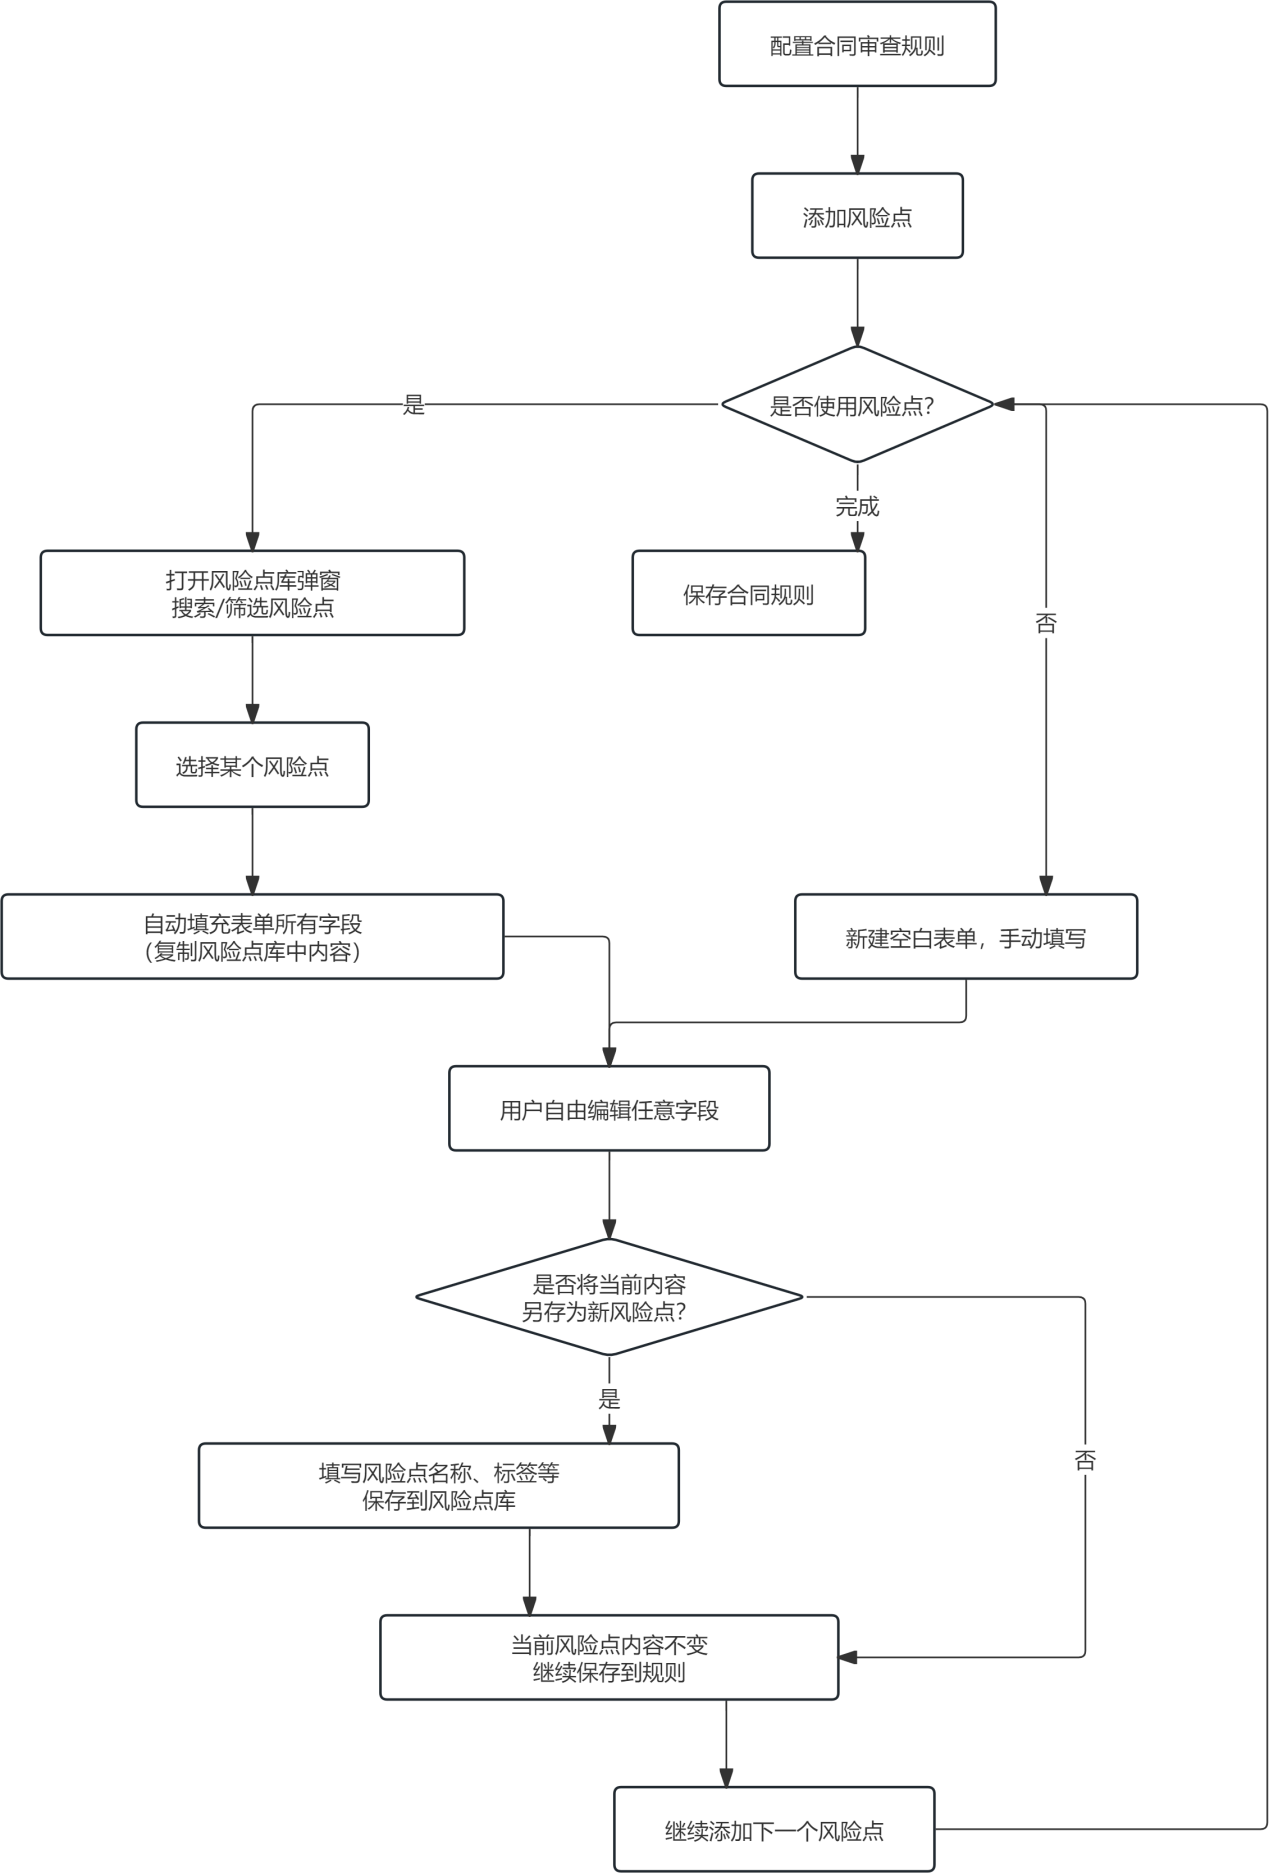 配置合同审查规则
添加风险点
是否使用风险点?
是
完成
打开风险点库弹窗
搜索/筛选风险点
保存合同规则
否
选择某个风险点
自动填充表单所有字段
（复制风险点库中内容）
新建空白表单，手动填写
用户自由编辑任意字段
是否将当前内容
另存为新风险点?
是
否
填写风险点名称、标签等
保存到风险点库
当前风险点内容不变
继续保存到规则
继续添加下一个风险点